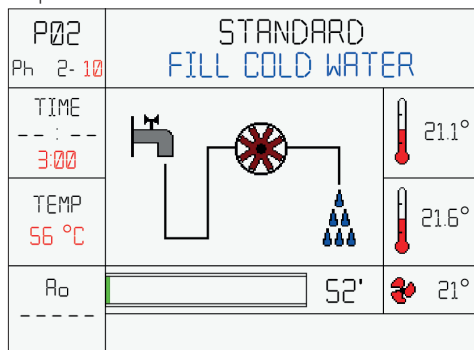 P02
Ph 2-10
STANDARD
FILL COLD WATER
TIME
--:--
3:00
21.1°
TEMP
56 °C
21.6°
Ao
-----
52'
21°